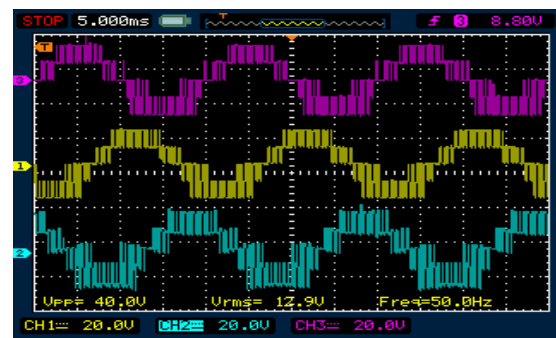 STOP 5.000ms T F 3 8.80V
T
3
1
2
Vpp= 40.0V Vrms= 12.9V Freq=50.0Hz
CH1 20.0V CH2 20.0V CH3 20.0V